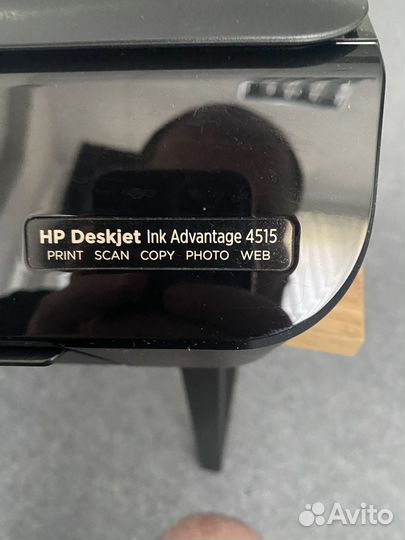 HP Deskjet Ink Advantage 4515
PRINT SCAN COPY PHOTO WEB
Avito